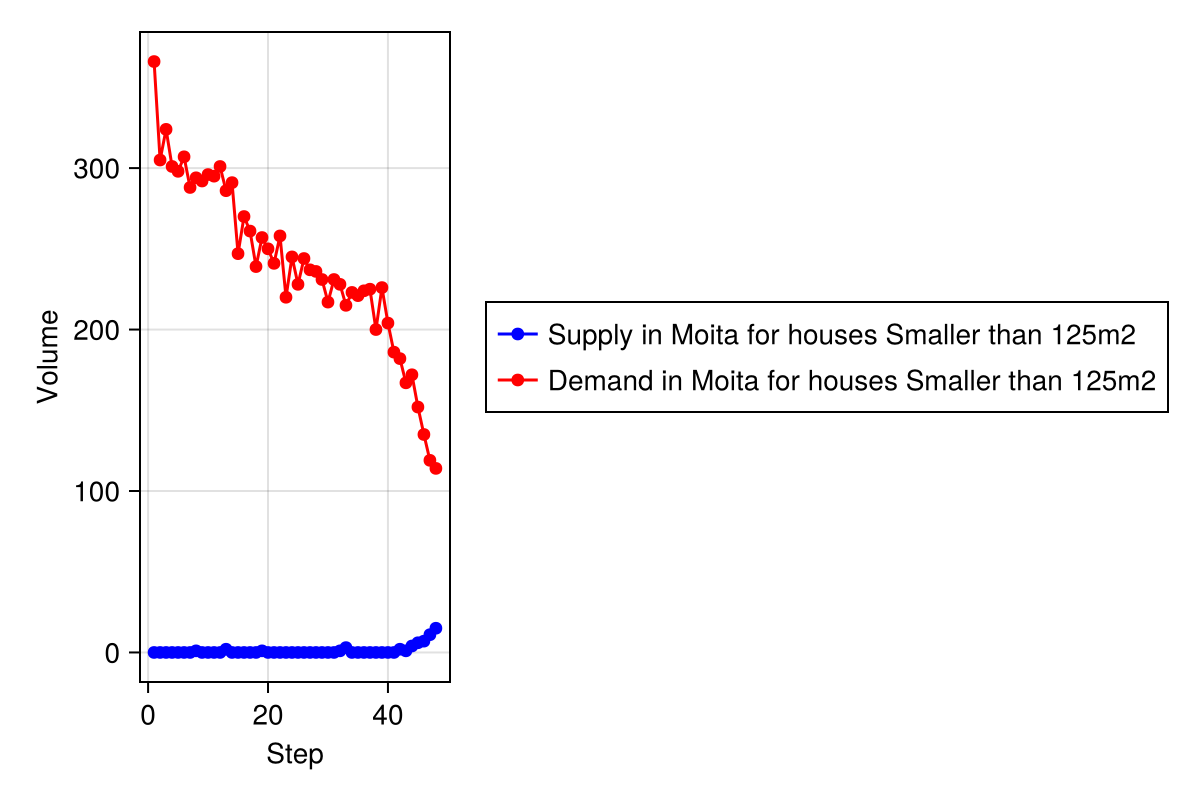 300
200
100
0
Volume
0 20 40
Step
Supply in Moita for houses Smaller than 125m2
Demand in Moita for houses Smaller than 125m2